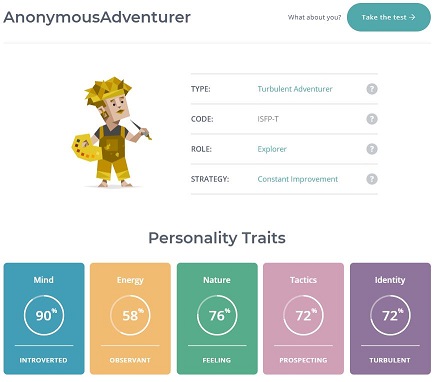 AnonymousAdventurer
What about you?
Take the test →
TYPE: Turbulent Adventurer ?
CODE: ISFP-T
ROLE: Explorer ?
STRATEGY: Constant Improvement ?
Personality Traits
Mind Energy Nature Tactics Identity
90% 58% 76% 72% 72%
INTROVERTED OBSERVANT FEELING PROSPECTING TURBULENT